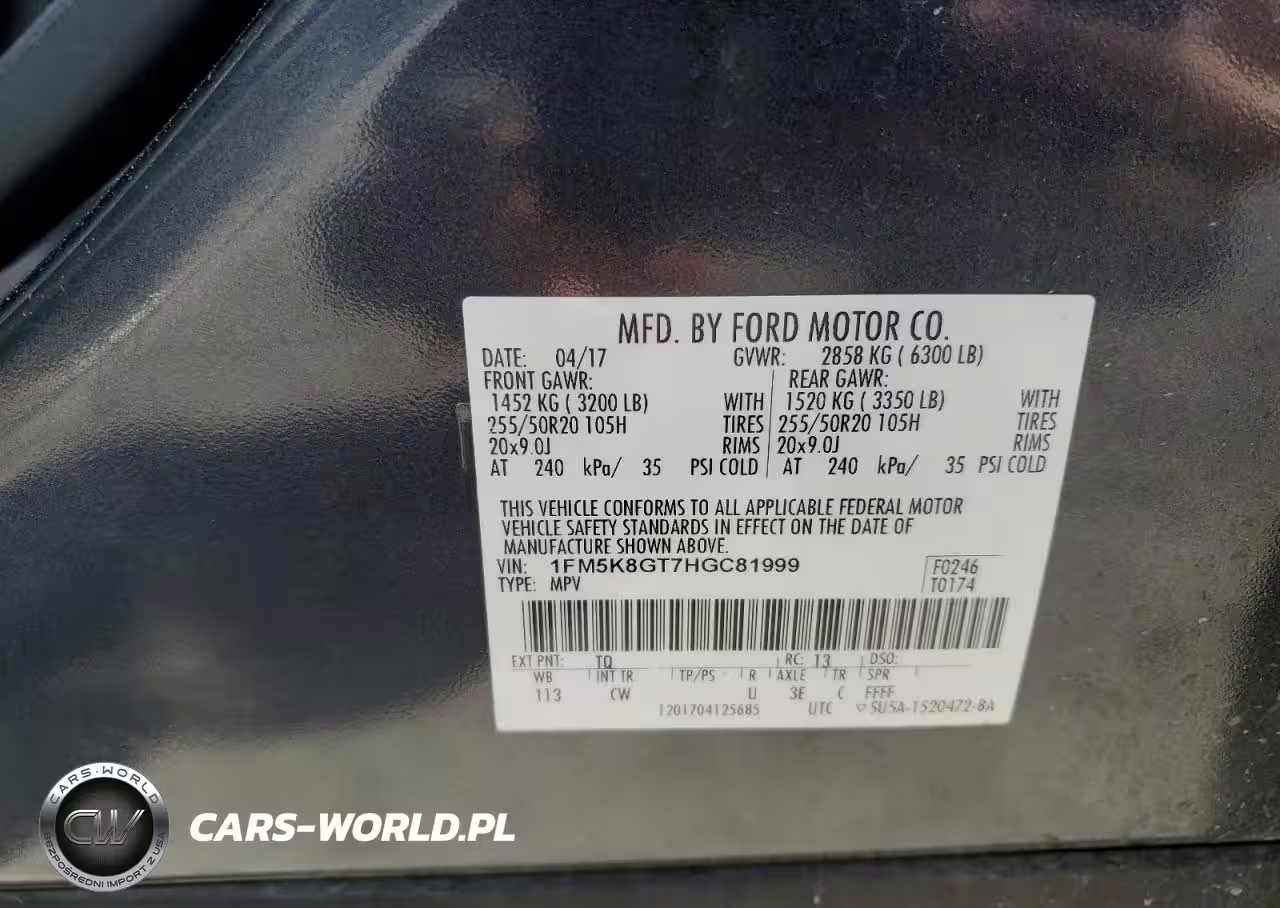 MFD. BY FORD MOTOR CO.
DATE: 04/17 GVWR: 2858 KG ( 6300 LB)
FRONT GAWR: REAR GAWR:
1452 KG ( 3200 LB) WITH 1520 KG ( 3350 LB) WITH
255/50R20 105H TIRES 255/50R20 105H TIRES
20x9.0J RIMS 20x9.0J RIMS
AT 240 kPa/ 35 PSI COLD AT 240 kPa/ 35 PSI COLD
THIS VEHICLE CONFORMS TO ALL APPLICABLE FEDERAL MOTOR
VEHICLE SAFETY STANDARDS IN EFFECT ON THE DATE OF
MANUFACTURE SHOWN ABOVE.
VIN: 1FM5K8GT7HGC81999 F0246
TYPE: MPV T0174
EXT PNT: TQ RC: 13 DSO:
WB INT TR TP/PS R AXLE TR SPR
113 CW U 3E C FFFF
1201704125685 UTC ▽ SU5A-1520472-BA
CARS-WORLD
CW
BEZPOŚREDNI IMPORT Z USA
CARS-WORLD.PL